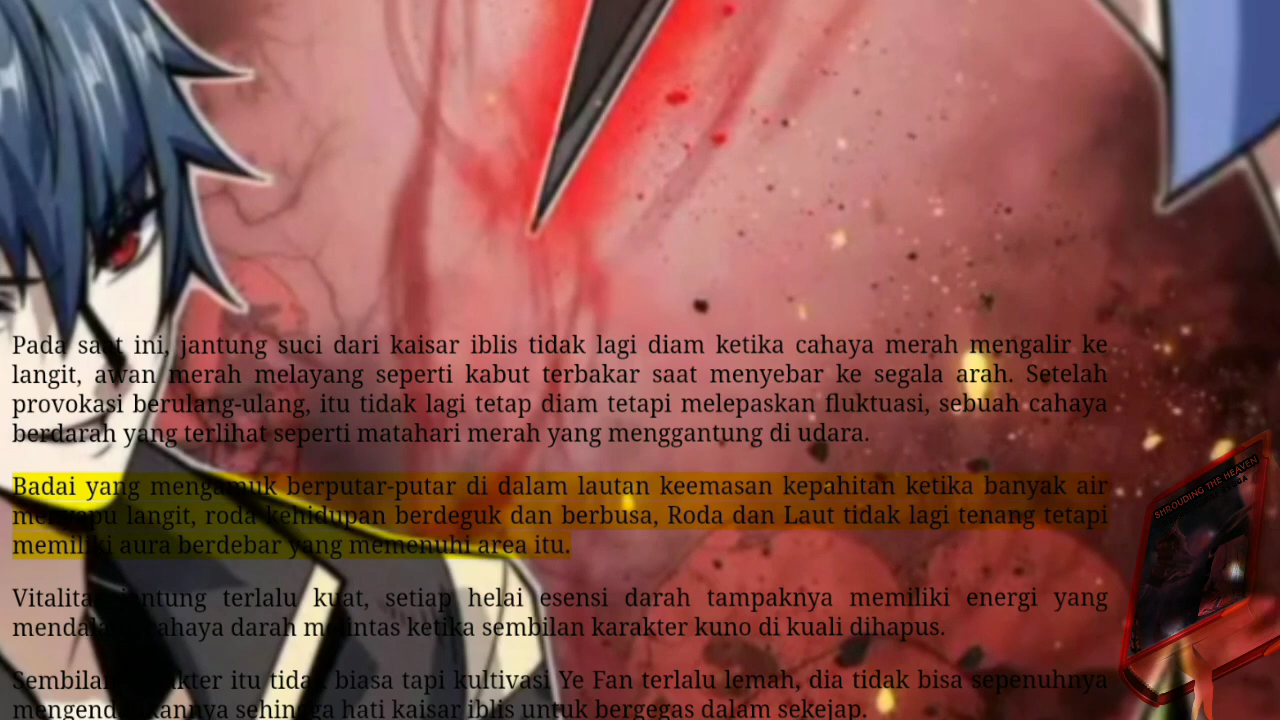 Pada saat ini, jantung suci dari kaisar iblis tidak lagi diam ketika cahaya merah mengalir ke
langit, awan merah melayang seperti kabut terbakar saat menyebar ke segala arah. Setelah
provokasi berulang-ulang, itu tidak lagi tetap diam tetapi melepaskan fluktuasi, sebuah cahaya
berdarah yang terlihat seperti matahari merah yang menggantung di udara.
Badai yang mengamuk berputar-putar di dalam lautan keemasan kepahitan ketika banyak air
menyapu langit, roda kehidupan berdeguk dan berbusa, Roda dan Laut tidak lagi tenang tetapi
memiliki aura berdebar yang memenuhi area itu.
Vitalitas jantung terlalu kuat, setiap helai esensi darah tampaknya memiliki energi yang
mendalam, cahaya darah melintas ketika sembilan karakter kuno di kuali dihapus.
Sembilan karakter itu tidak biasa tapi kultivasi Ye Fan terlalu lemah, dia tidak bisa sepenuhnya
mengendalikannya sehingga hati kaisar iblis untuk bergegas dalam sekejap.
SHROUDING THE HEAVEN